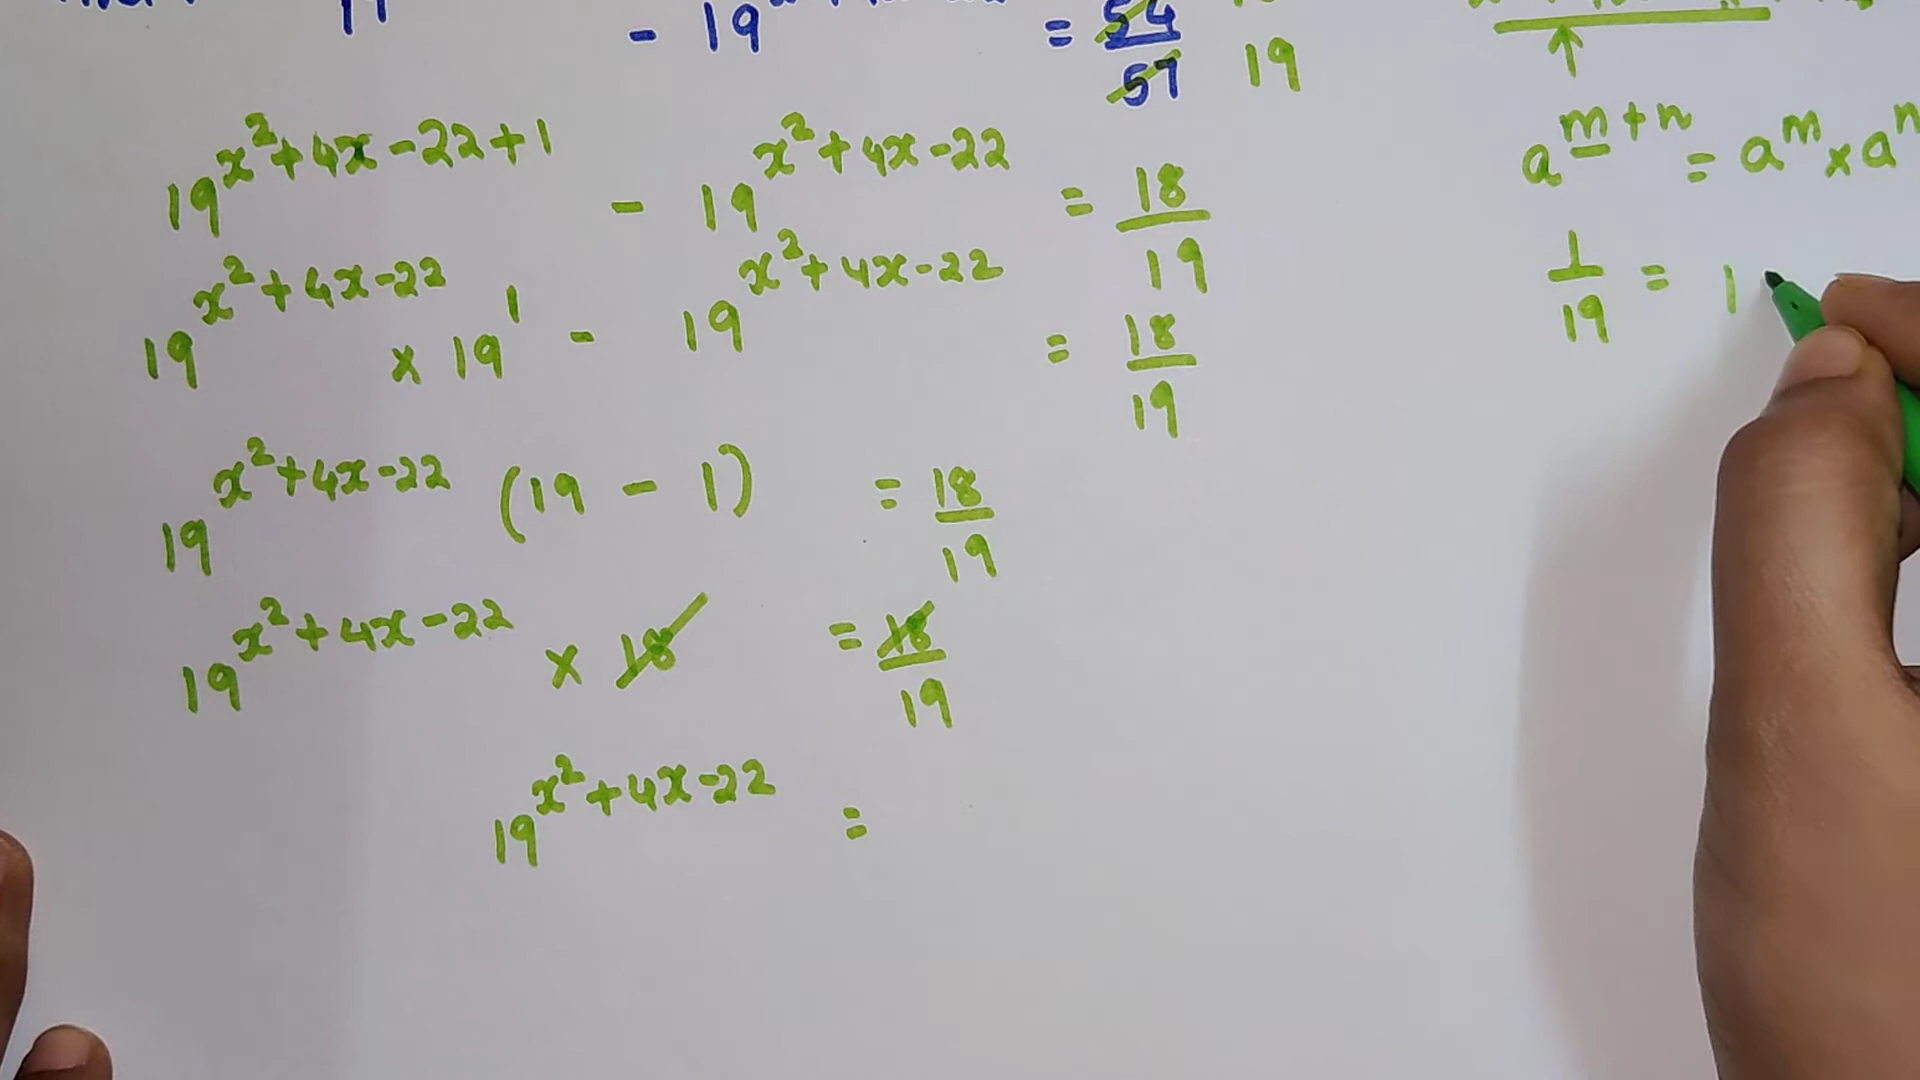 - 19 = 54/57 19
19^(x²+4x-22+1) - 19^(x²+4x-22) = 18/19
19^(x²+4x-22) × 19^1 - 19^(x²+4x-22) = 18/19
19^(x²+4x-22) (19 - 1) = 18/19
19^(x²+4x-22) × 18 = 18/19
19^(x²+4x-22) =
a^(m+n) = a^m × a^n
1/19 = 1